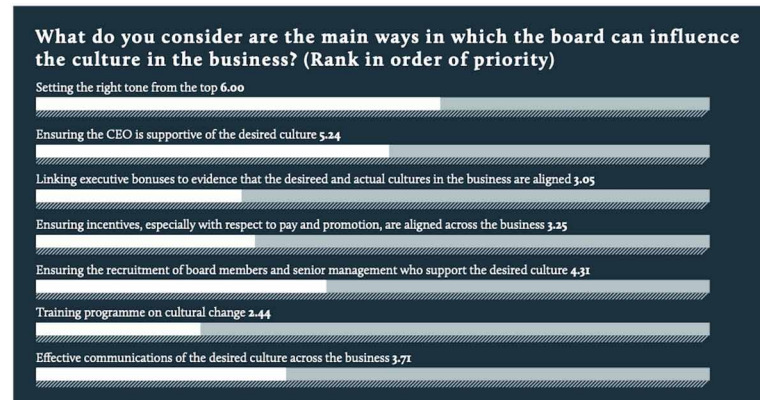 What do you consider are the main ways in which the board can influence
the culture in the business? (Rank in order of priority)
Setting the right tone from the top 6.00
Ensuring the CEO is supportive of the desired culture 5.24
Linking executive bonuses to evidence that the desireed and actual cultures in the business are aligned 3.05
Ensuring incentives, especially with respect to pay and promotion, are aligned across the business 3.25
Ensuring the recruitment of board members and senior management who support the desired culture 4.31
Training programme on cultural change 2.44
Effective communications of the desired culture across the business 3.71